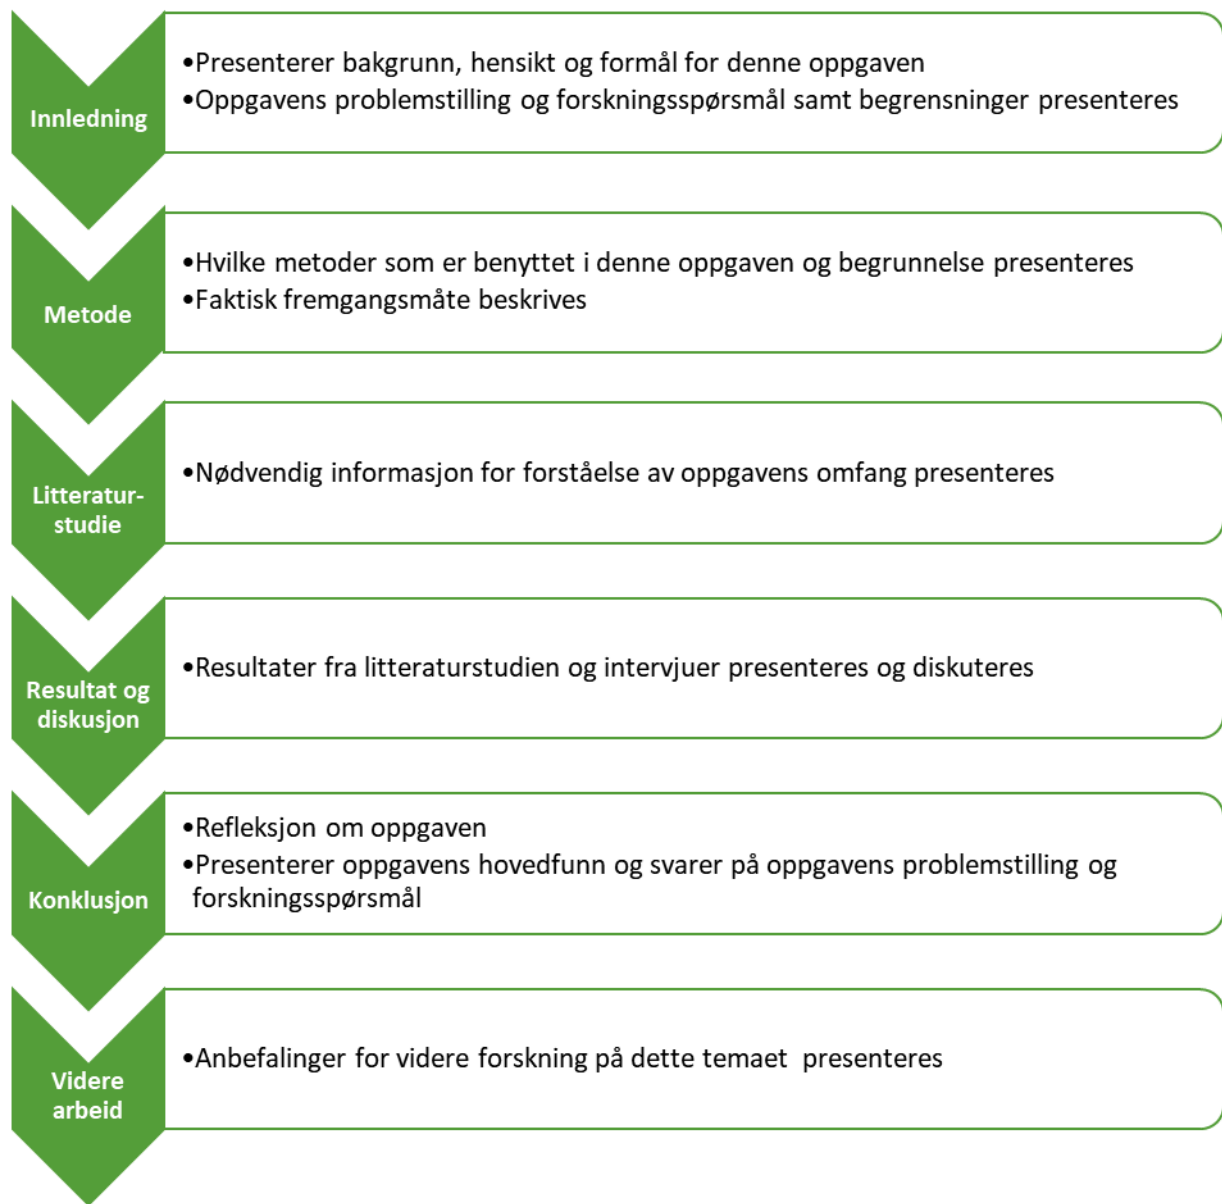 Innledning
•Presenterer bakgrunn, hensikt og formål for denne oppgaven
•Oppgavens problemstilling og forskningsspørsmål samt begrensninger presenteres
Metode
•Hvilke metoder som er benyttet i denne oppgaven og begrunnelse presenteres
•Faktisk fremgangsmåte beskrives
Litteratur-
studie
•Nødvendig informasjon for forståelse av oppgavens omfang presenteres
Resultat og
diskusjon
•Resultater fra litteraturstudien og intervjuer presenteres og diskuteres
Konklusjon
•Refleksjon om oppgaven
•Presenterer oppgavens hovedfunn og svarer på oppgavens problemstilling og
forskningsspørsmål
Videre
arbeid
•Anbefalinger for videre forskning på dette temaet  presenteres